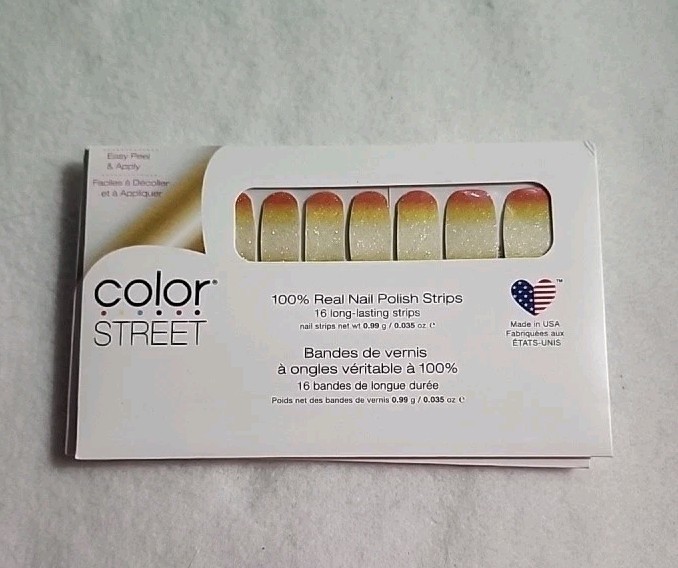 Easy Peel
& Apply
Faciles à Décoller
et à Appliquer
color®
STREET
100% Real Nail Polish Strips
16 long-lasting strips
nail strips net wt 0.99 g / 0.035 oz ℮
Bandes de vernis
à ongles véritable à 100%
16 bandes de longue durée
Poids net des bandes de vernis 0.99 g / 0.035 oz ℮
™
Made in USA
Fabriquées aux
ÉTATS-UNIS